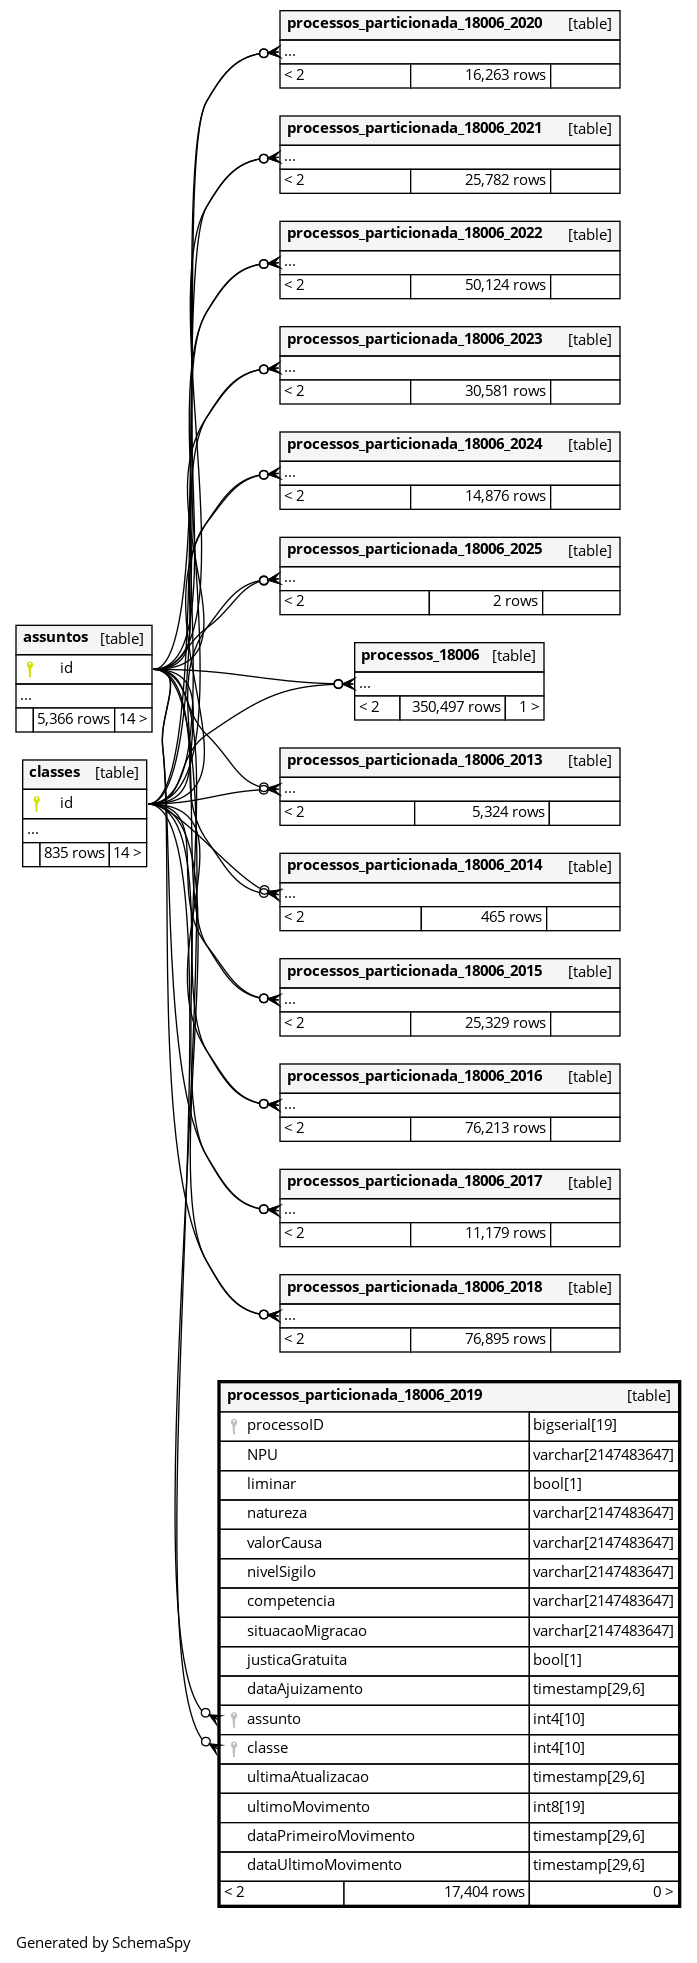 processos_particionada_18006_2020 [table]
...
< 2 16,263 rows
processos_particionada_18006_2021 [table]
...
< 2 25,782 rows
processos_particionada_18006_2022 [table]
...
< 2 50,124 rows
processos_particionada_18006_2023 [table]
...
< 2 30,581 rows
processos_particionada_18006_2024 [table]
...
< 2 14,876 rows
processos_particionada_18006_2025 [table]
...
< 2 2 rows
assuntos [table]
id
...
5,366 rows 14 >
processos_18006 [table]
...
< 2 350,497 rows 1 >
classes [table]
id
...
835 rows 14 >
processos_particionada_18006_2013 [table]
...
< 2 5,324 rows
processos_particionada_18006_2014 [table]
...
< 2 465 rows
processos_particionada_18006_2015 [table]
...
< 2 25,329 rows
processos_particionada_18006_2016 [table]
...
< 2 76,213 rows
processos_particionada_18006_2017 [table]
...
< 2 11,179 rows
processos_particionada_18006_2018 [table]
...
< 2 76,895 rows
processos_particionada_18006_2019 [table]
processoID bigserial[19]
NPU varchar[2147483647]
liminar bool[1]
natureza varchar[2147483647]
valorCausa varchar[2147483647]
nivelSigilo varchar[2147483647]
competencia varchar[2147483647]
situacaoMigracao varchar[2147483647]
justicaGratuita bool[1]
dataAjuizamento timestamp[29,6]
assunto int4[10]
classe int4[10]
ultimaAtualizacao timestamp[29,6]
ultimoMovimento int8[19]
dataPrimeiroMovimento timestamp[29,6]
dataUltimoMovimento timestamp[29,6]
< 2 17,404 rows 0 >
Generated by SchemaSpy